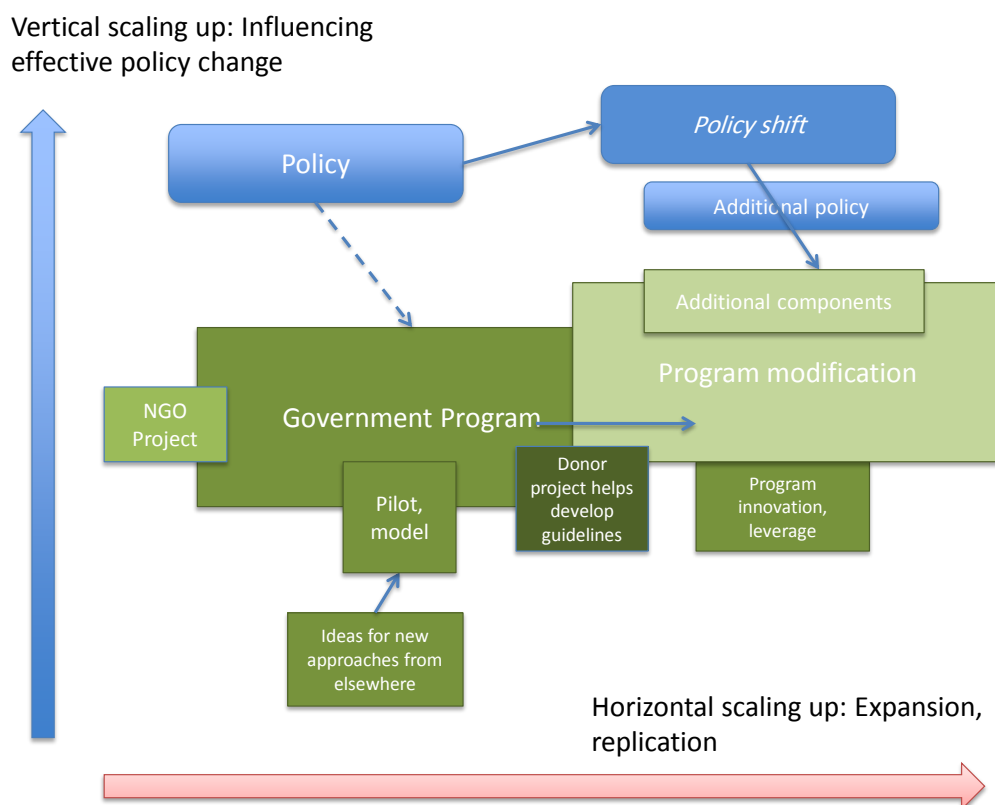 Vertical scaling up: Influencing
effective policy change
Policy
Policy shift
Additional policy
Additional components
Program modification
NGO
Project
Government Program
Pilot,
model
Donor
project helps
develop
guidelines
Program
innovation,
leverage
Ideas for new
approaches from
elsewhere
Horizontal scaling up: Expansion,
replication